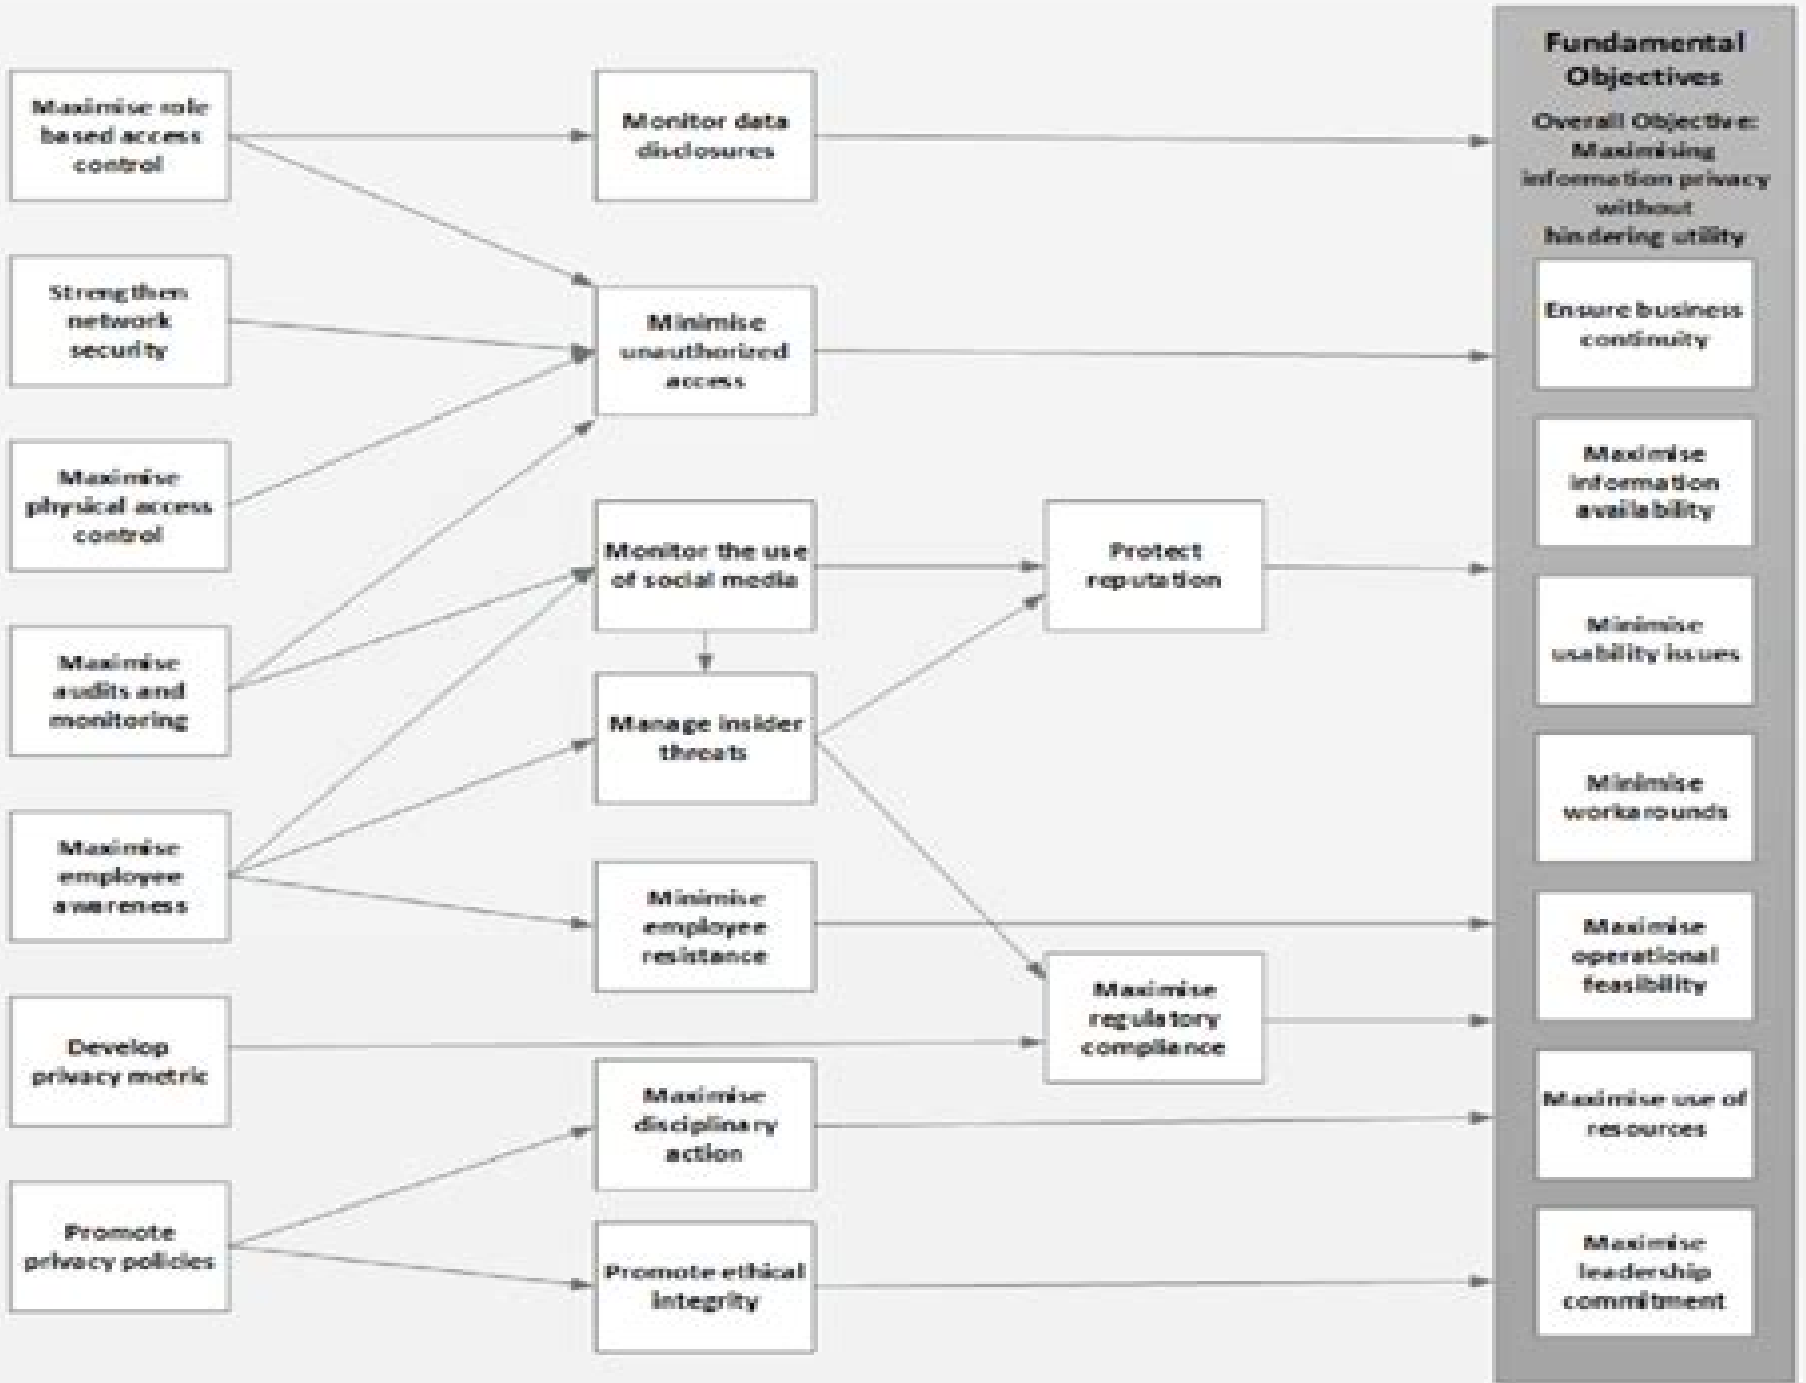 Maximise role
based access
control
Strengthen
network
security
Maximise
physical access
control
Maximise
audits and
monitoring
Maximise
employee
awareness
Develop
privacy metric
Promote
privacy policies
Monitor data
disclosures
Minimise
unauthorized
access
Monitor the use
of social media
Manage insider
threats
Minimise
employee
resistance
Maximise
disciplinary
action
Promote ethical
integrity
Protect
reputation
Maximise
regulatory
compliance
Fundamental
Objectives
Overall Objective:
Maximising
information privacy
without
hindering utility
Ensure business
continuity
Maximise
information
availability
Minimise
usability issues
Minimise
workarounds
Maximise
operational
feasibility
Maximise use of
resources
Maximise
leadership
commitment